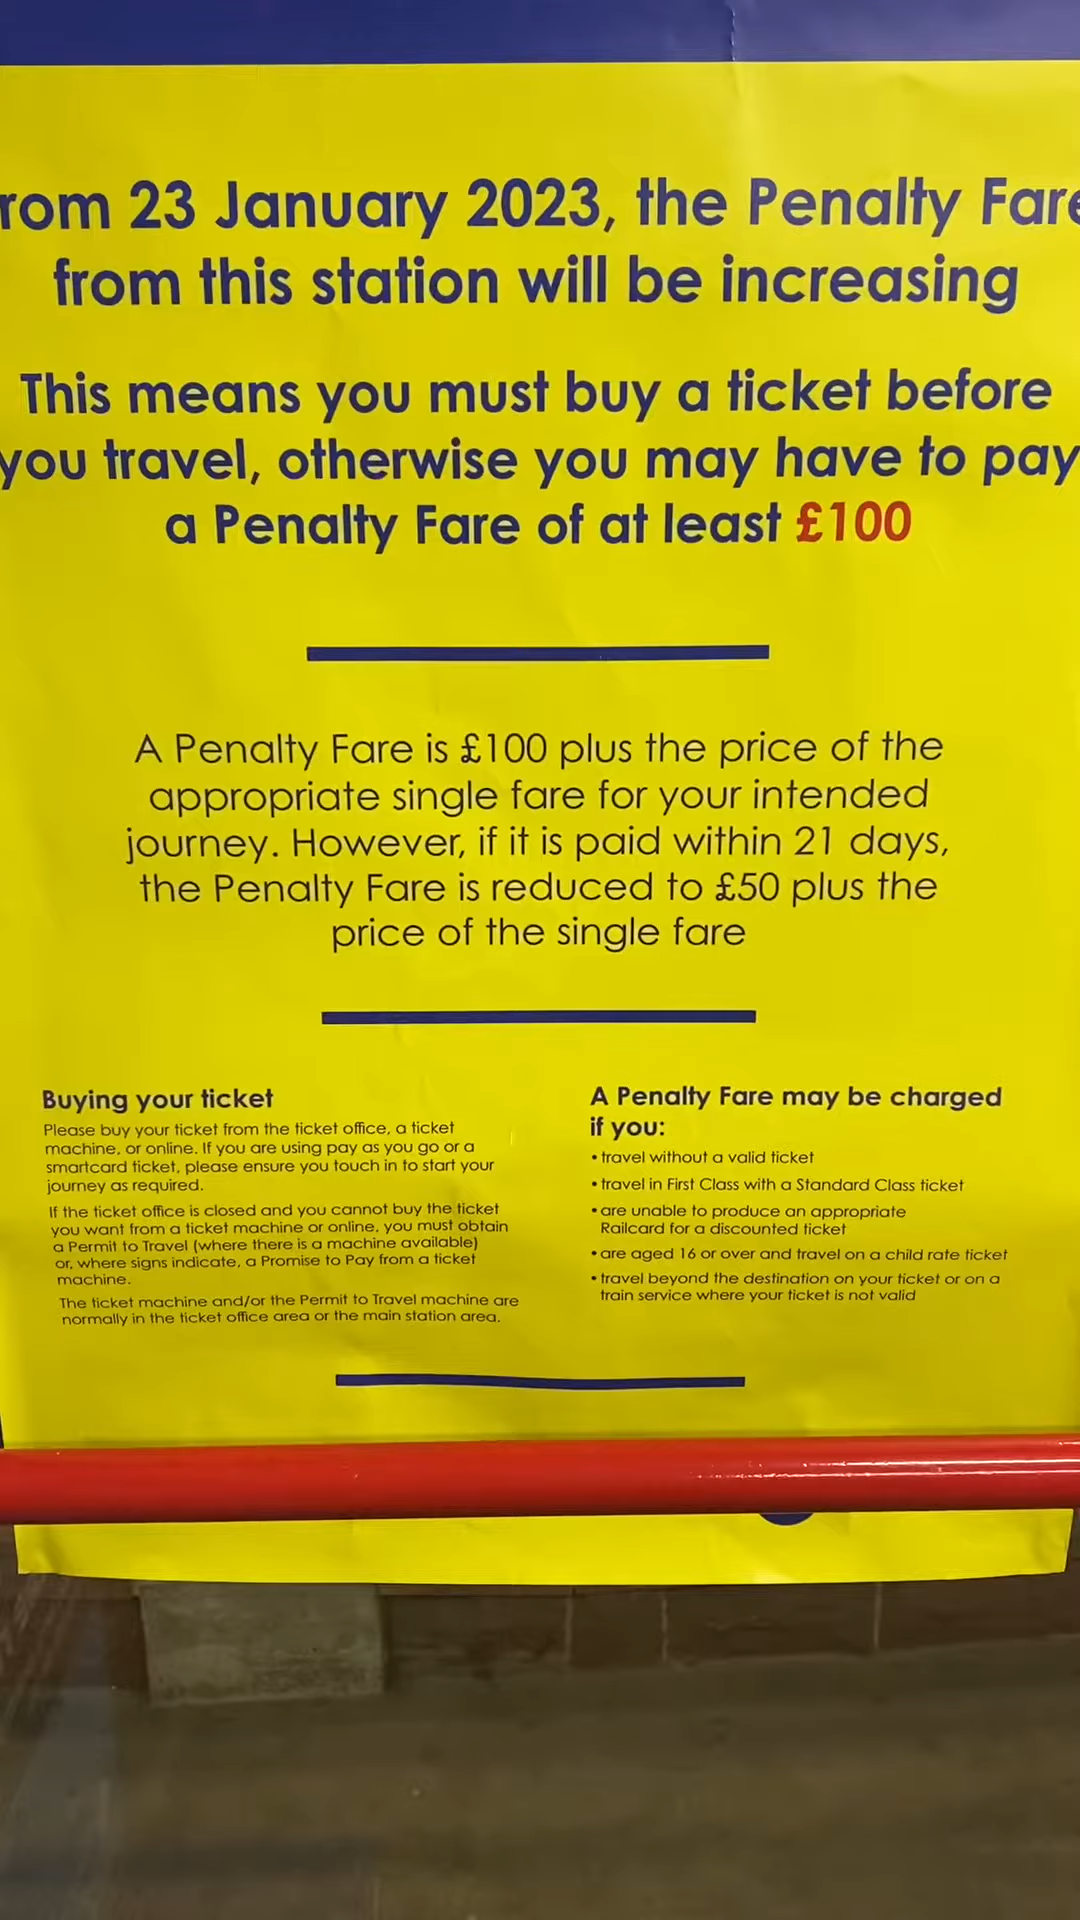 rom 23 January 2023, the Penalty Fare
from this station will be increasing
This means you must buy a ticket before
you travel, otherwise you may have to pay
a Penalty Fare of at least £100
A Penalty Fare is £100 plus the price of the
appropriate single fare for your intended
journey. However, if it is paid within 21 days,
the Penalty Fare is reduced to £50 plus the
price of the single fare
Buying your ticket
Please buy your ticket from the ticket office, a ticket
machine, or online. If you are using pay as you go or a
smartcard ticket, please ensure you touch in to start your
journey as required.
If the ticket office is closed and you cannot buy the ticket
you want from a ticket machine or online, you must obtain
a Permit to Travel (where there is a machine available)
or, where signs indicate, a Promise to Pay from a ticket
machine.
The ticket machine and/or the Permit to Travel machine are
normally in the ticket office area or the main station area.
A Penalty Fare may be charged
if you:
• travel without a valid ticket
• travel in First Class with a Standard Class ticket
• are unable to produce an appropriate
Railcard for a discounted ticket
• are aged 16 or over and travel on a child rate ticket
• travel beyond the destination on your ticket or on a
train service where your ticket is not valid